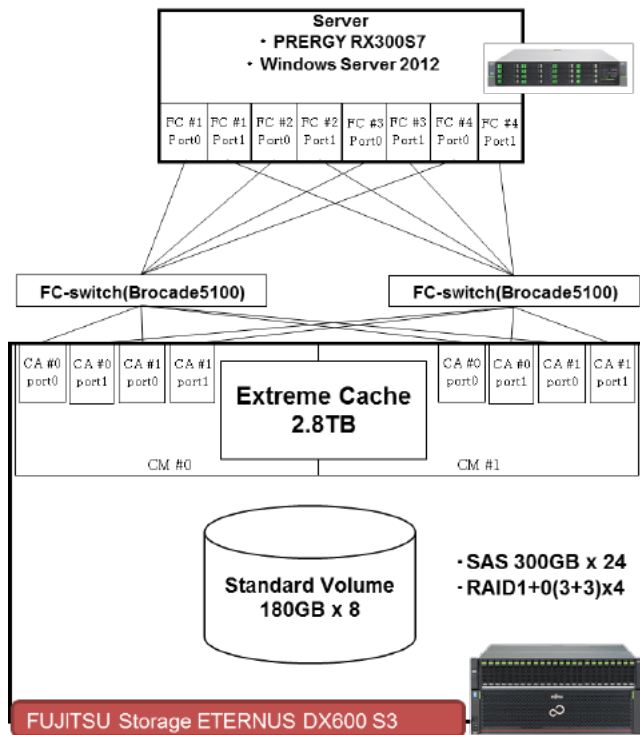 Server
・ PRERGY RX300S7
・ Windows Server 2012
FC #1 FC #1 FC #2 FC #2 FC #3 FC #3 FC #4 FC #4
Port0 Port1 Port0 Port1 Port0 Port1 Port0 Port1
FC-switch(Brocade5100) FC-switch(Brocade5100)
CA #0 CA #0 CA #1 CA #1 CA #0 CA #0 CA #1 CA #1
port0 port1 port0 port1 port0 port1 port0 port1
Extreme Cache
2.8TB
CM #0 CM #1
Standard Volume
180GB x 8
・SAS 300GB x 24
・RAID1+0(3+3)x4
FUJITSU Storage ETERNUS DX600 S3